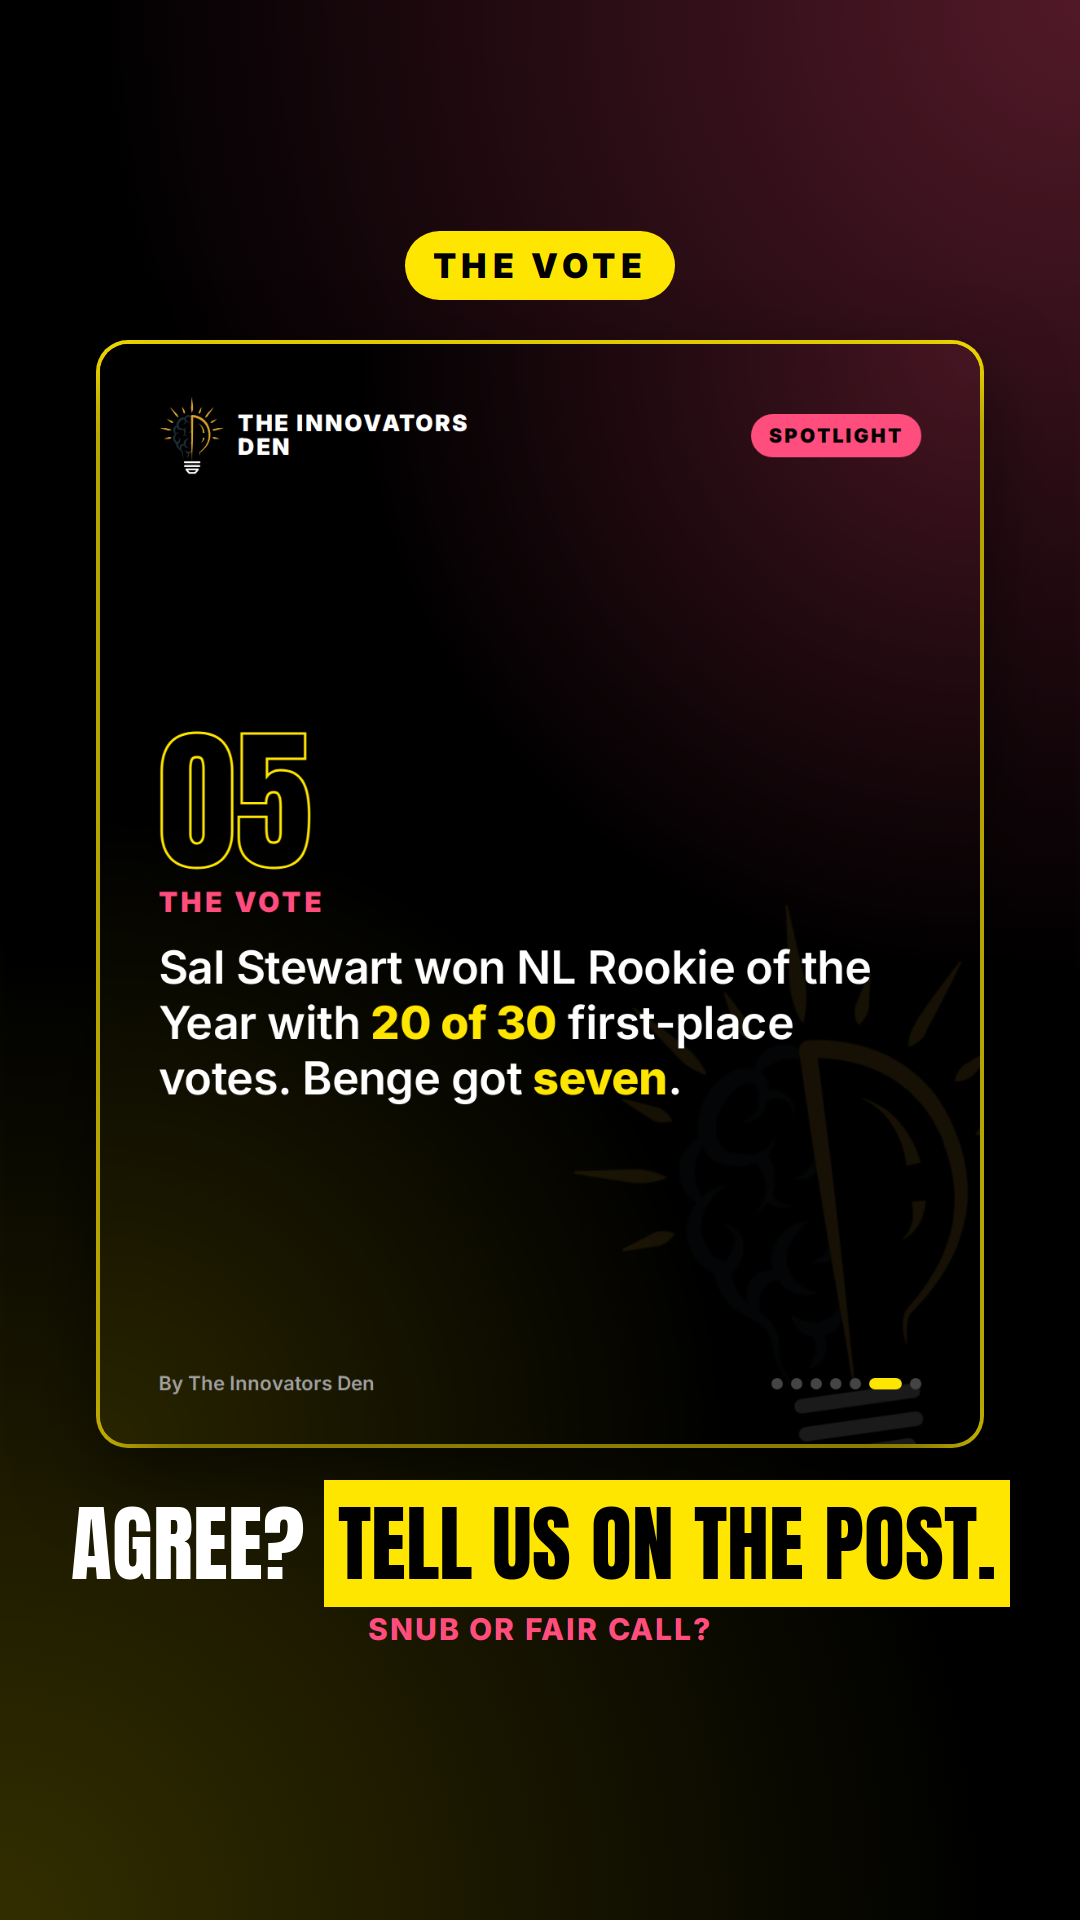 THE VOTE
THE INNOVATORS
DEN
SPOTLIGHT
05
THE VOTE
Sal Stewart won NL Rookie of the
Year with 20 of 30 first-place
votes. Benge got seven.
By The Innovators Den
AGREE? TELL US ON THE POST.
SNUB OR FAIR CALL?